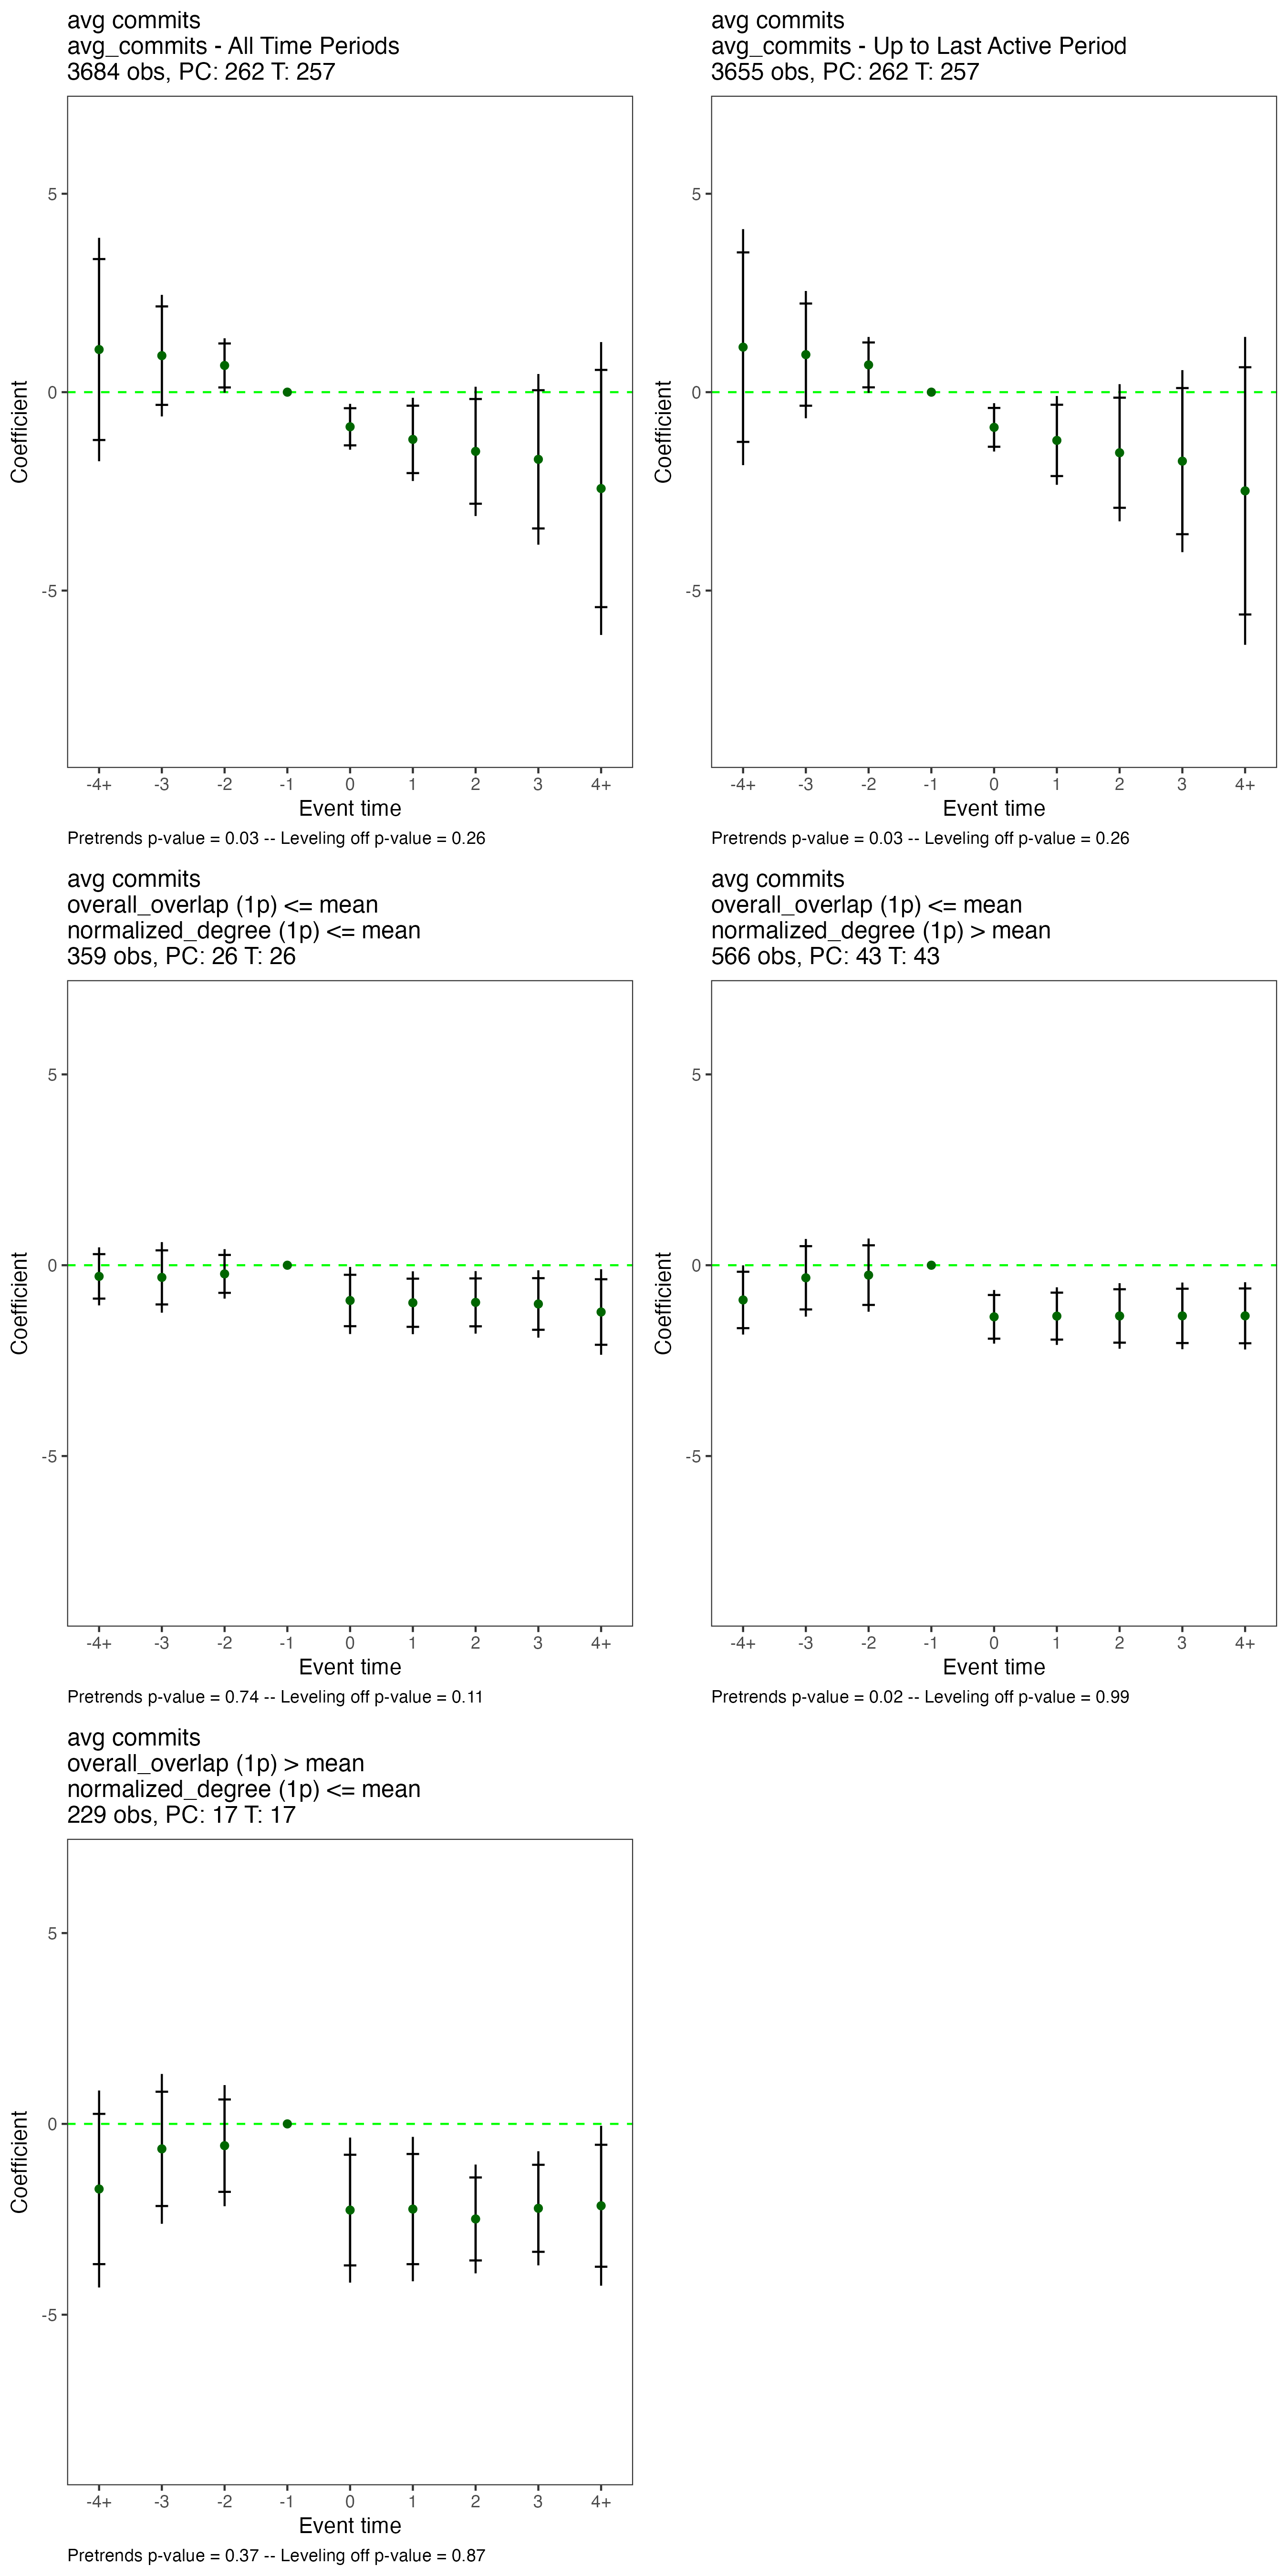 avg commits
avg_commits - All Time Periods
3684 obs, PC: 262 T: 257
5
0
-5
Coefficient
-4+ -3 -2 -1 0 1 2 3 4+
Event time
Pretrends p-value = 0.03 -- Leveling off p-value = 0.26
avg commits
avg_commits - Up to Last Active Period
3655 obs, PC: 262 T: 257
5
0
-5
Coefficient
-4+ -3 -2 -1 0 1 2 3 4+
Event time
Pretrends p-value = 0.03 -- Leveling off p-value = 0.26
avg commits
overall_overlap (1p) <= mean
normalized_degree (1p) <= mean
359 obs, PC: 26 T: 26
5
0
-5
Coefficient
-4+ -3 -2 -1 0 1 2 3 4+
Event time
Pretrends p-value = 0.74 -- Leveling off p-value = 0.11
avg commits
overall_overlap (1p) <= mean
normalized_degree (1p) > mean
566 obs, PC: 43 T: 43
5
0
-5
Coefficient
-4+ -3 -2 -1 0 1 2 3 4+
Event time
Pretrends p-value = 0.02 -- Leveling off p-value = 0.99
avg commits
overall_overlap (1p) > mean
normalized_degree (1p) <= mean
229 obs, PC: 17 T: 17
5
0
-5
Coefficient
-4+ -3 -2 -1 0 1 2 3 4+
Event time
Pretrends p-value = 0.37 -- Leveling off p-value = 0.87